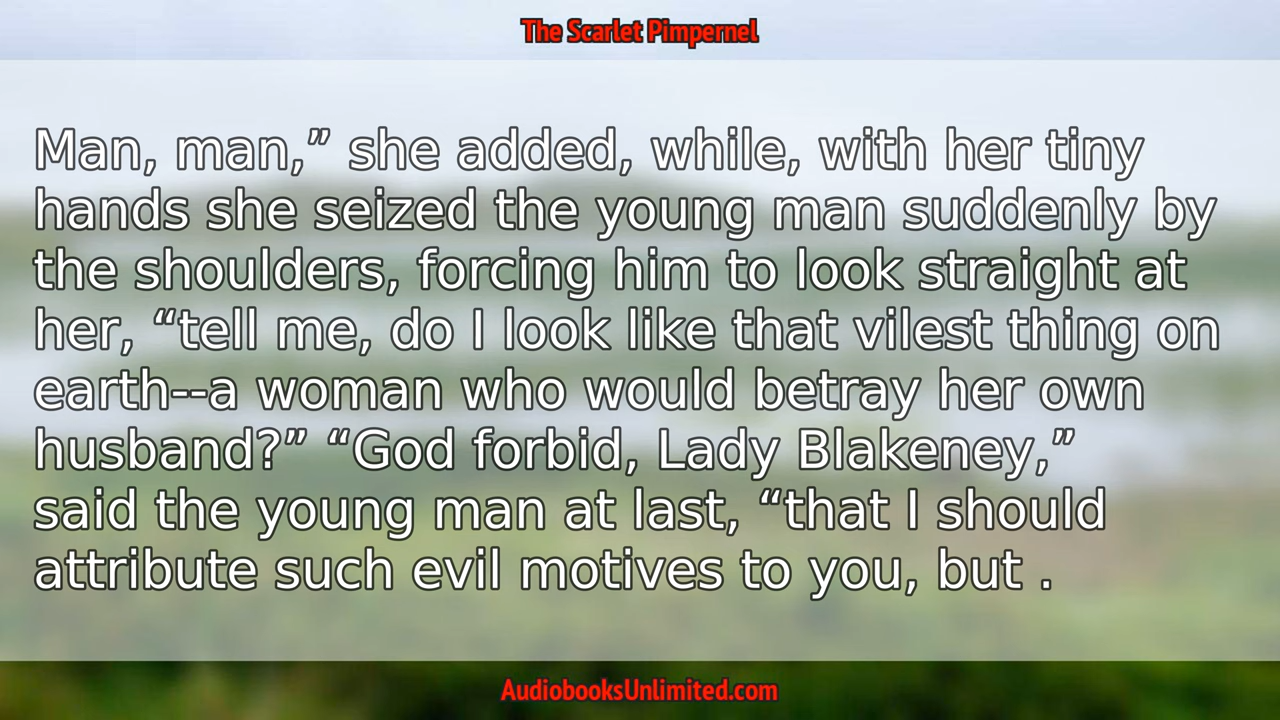 The Scarlet Pimpernel
Man, man,” she added, while, with her tiny
hands she seized the young man suddenly by
the shoulders, forcing him to look straight at
her, “tell me, do I look like that vilest thing on
earth--a woman who would betray her own
husband?” “God forbid, Lady Blakeney,”
said the young man at last, “that I should
attribute such evil motives to you, but .
AudiobooksUnlimited.com